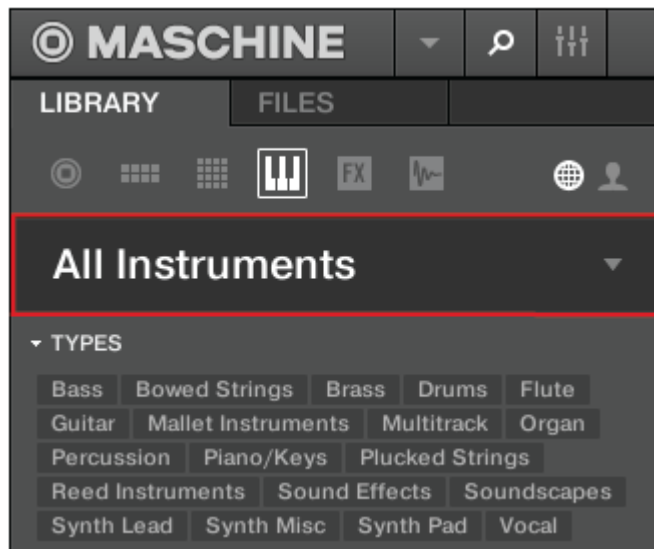 MASCHINE
LIBRARY FILES
FX
All Instruments
TYPES
Bass Bowed Strings Brass Drums Flute
Guitar Mallet Instruments Multitrack Organ
Percussion Piano/Keys Plucked Strings
Reed Instruments Sound Effects Soundscapes
Synth Lead Synth Misc Synth Pad Vocal